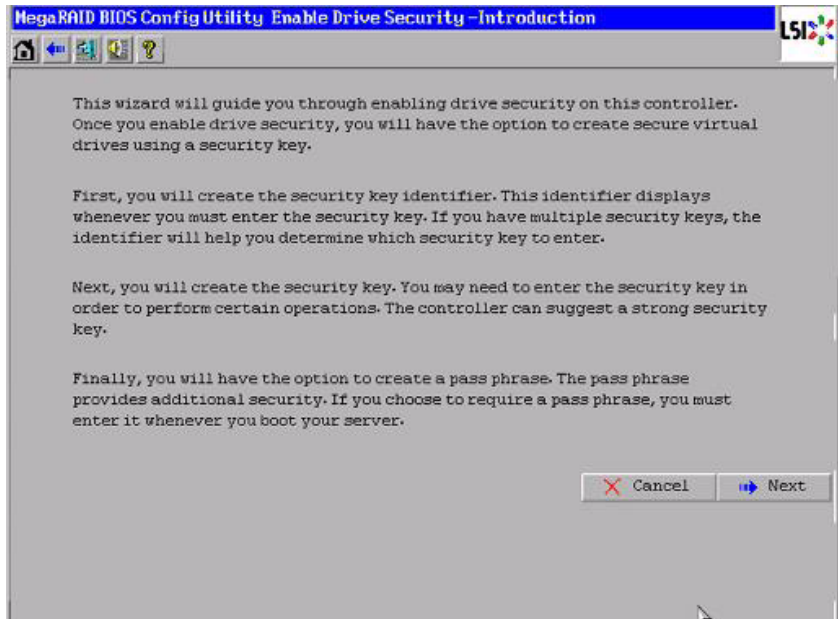 MegaRAID BIOS Config Utility Enable Drive Security -Introduction
LSI
This wizard will guide you through enabling drive security on this controller.
Once you enable drive security, you will have the option to create secure virtual
drives using a security key.
First, you will create the security key identifier. This identifier displays
whenever you must enter the security key. If you have multiple security keys, the
identifier will help you determine which security key to enter.
Next, you will create the security key. You may need to enter the security key in
order to perform certain operations. The controller can suggest a strong security
key.
Finally, you will have the option to create a pass phrase. The pass phrase
provides additional security. If you choose to require a pass phrase, you must
enter it whenever you boot your server.
Cancel
Next